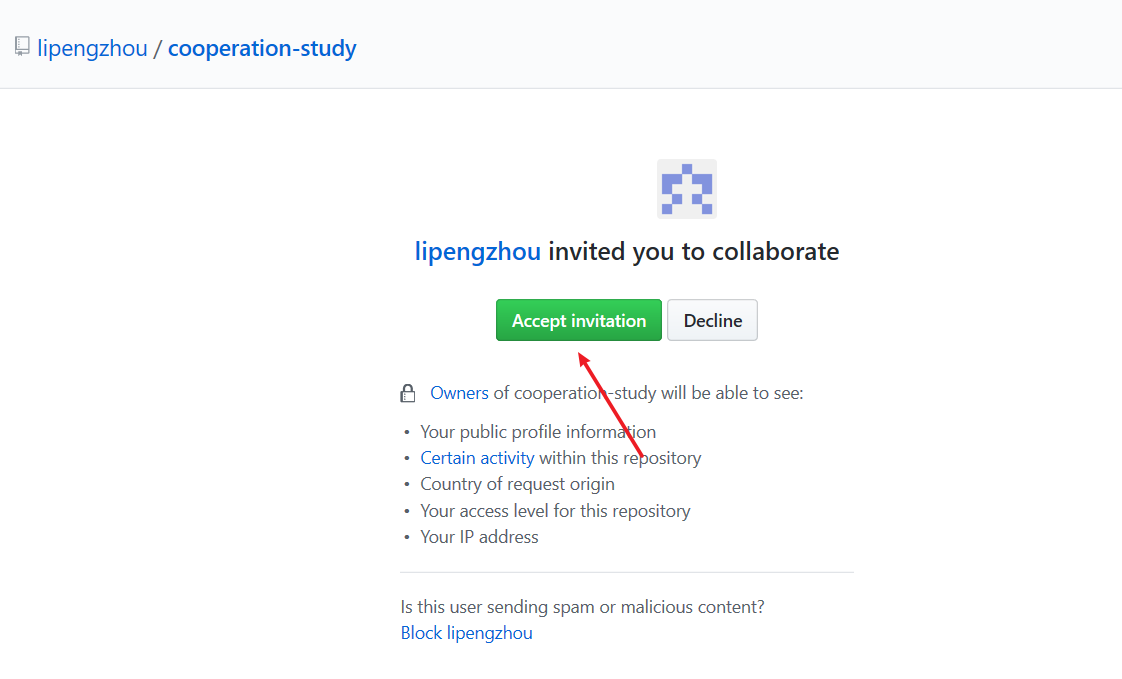 lipengzhou / cooperation-study
lipengzhou invited you to collaborate
Accept invitation Decline
Owners of cooperation-study will be able to see:
• Your public profile information
• Certain activity within this repository
• Country of request origin
• Your access level for this repository
• Your IP address
Is this user sending spam or malicious content?
Block lipengzhou